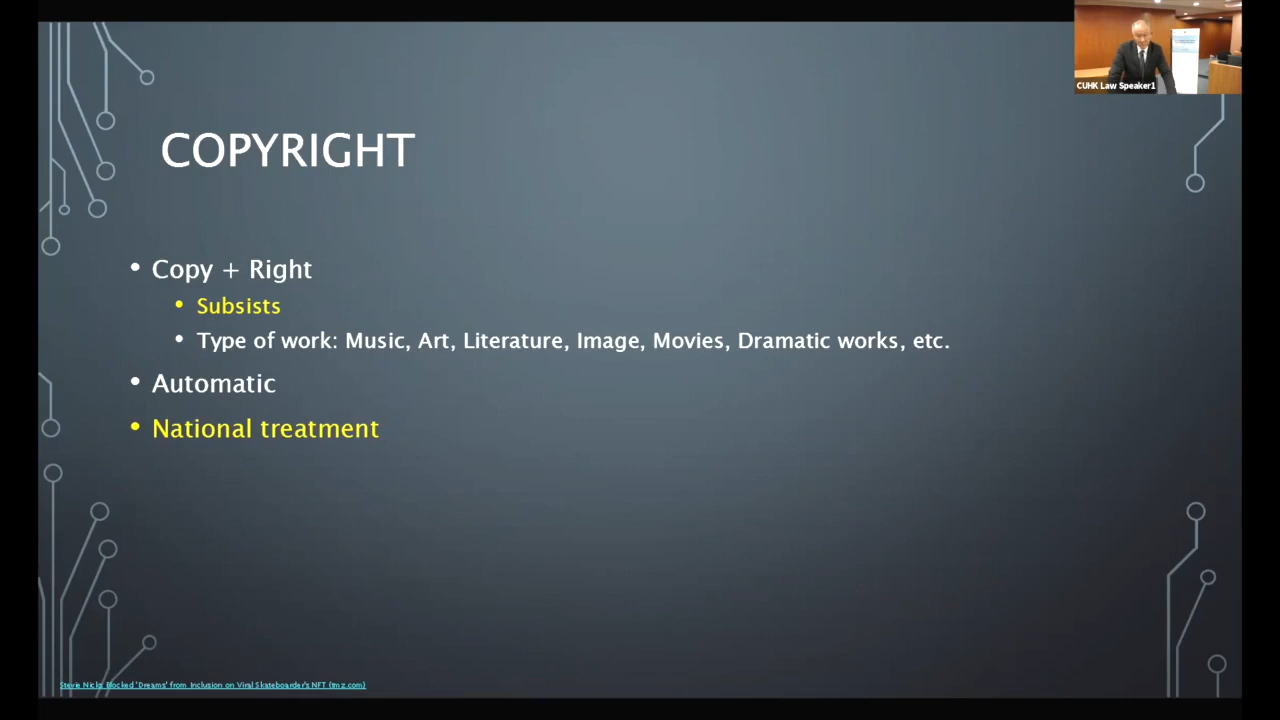 CUHK Law Speaker1
COPYRIGHT
• Copy + Right
• Subsists
• Type of work: Music, Art, Literature, Image, Movies, Dramatic works, etc.
• Automatic
• National treatment
Stevie Nicks Blocked 'Dreams' from Inclusion on Viral Skateboarder's NFT (tmz.com)